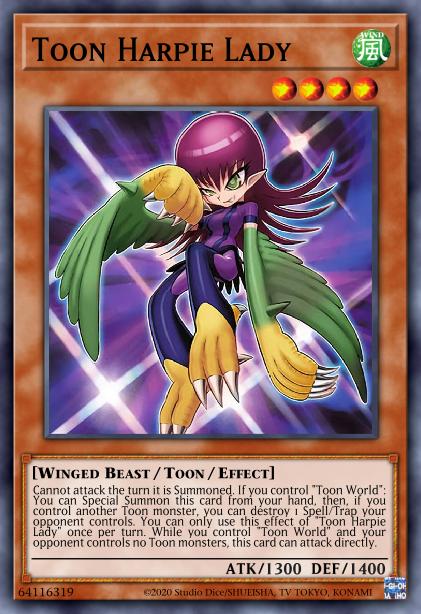 TOON HARPIE LADY
WIND
風
[WINGED BEAST / TOON / EFFECT]
Cannot attack the turn it is Summoned. If you control "Toon World":
You can Special Summon this card from your hand, then, if you
control another Toon monster, you can destroy 1 Spell/Trap your
opponent controls. You can only use this effect of "Toon Harpie
Lady" once per turn. While you control "Toon World" and your
opponent controls no Toon monsters, this card can attack directly.
ATK/1300 DEF/1400
64116319 ©2020 Studio Dice/SHUEISHA, TV TOKYO, KONAMI